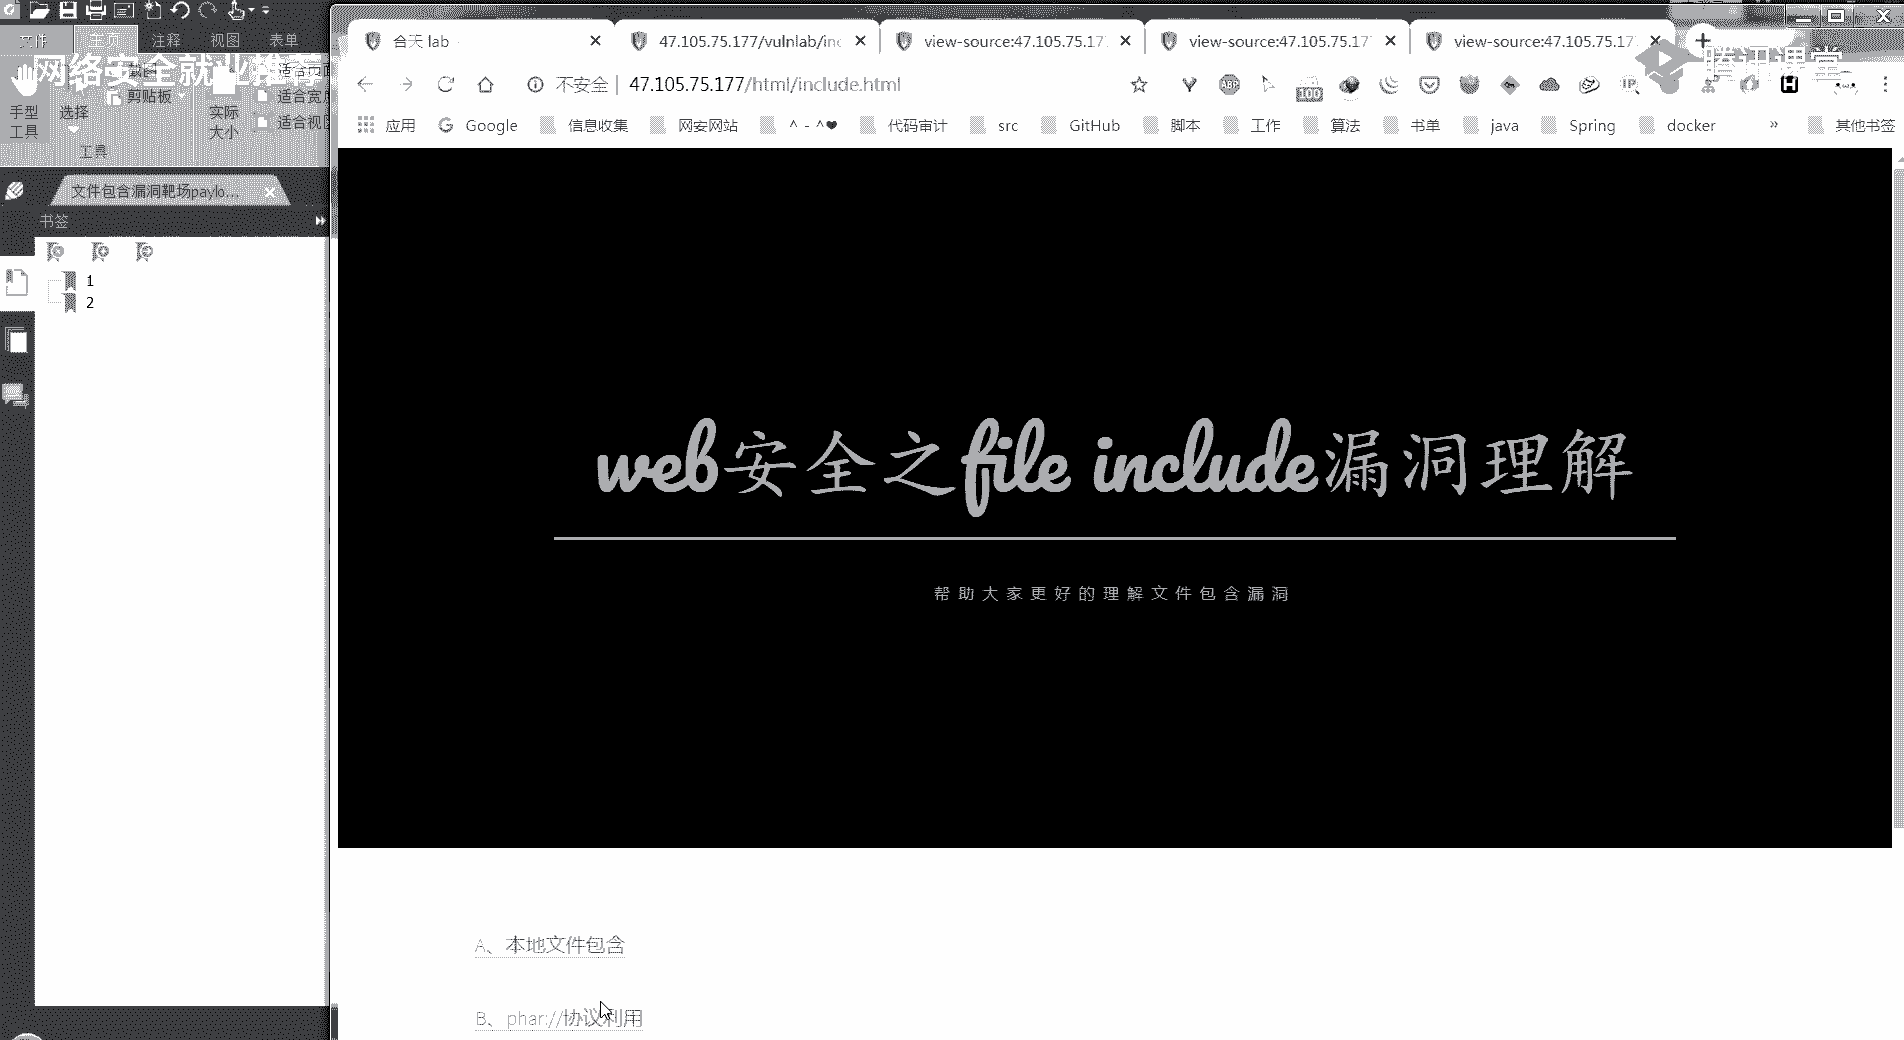 文件 主页 注释 视图 表单
网络安全就业推荐
腾讯课堂
手型
工具
选择
截图
剪贴板
实际
大小
适合页面
适合宽度
适合视图
工具
文件包含漏洞靶场paylo...
书签
1
2
合天 lab
47.105.75.177/vulnlab/inc
view-source:47.105.75.17
view-source:47.105.75.17
view-source:47.105.75.17
不安全 | 47.105.75.177/html/include.html
应用 Google 信息收集 网安网站 ^ - ^❤ 代码审计 src GitHub 脚本 工作 算法 书单 java Spring docker » 其他书签
web安全之file include漏洞理解
帮助大家更好的理解文件包含漏洞
A、本地文件包含
B、phar://协议利用